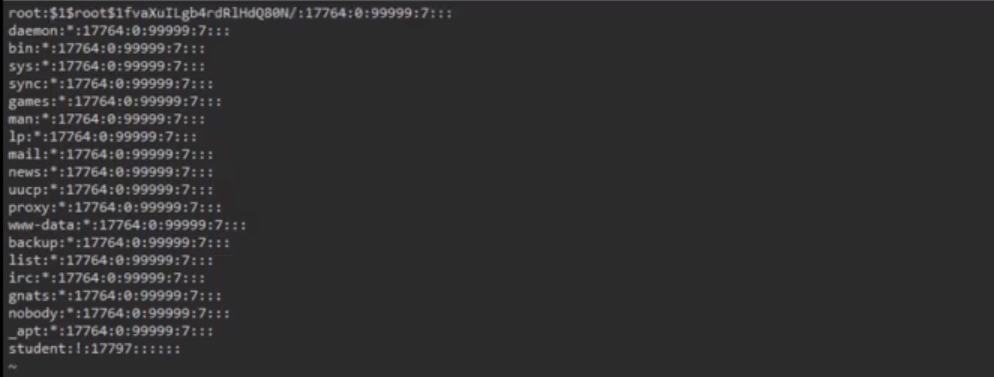 root:$1$root$1fvaXuILgb4rdRlHdQ80N/:17764:0:99999:7:::
daemon:*:17764:0:99999:7:::
bin:*:17764:0:99999:7:::
sys:*:17764:0:99999:7:::
sync:*:17764:0:99999:7:::
games:*:17764:0:99999:7:::
man:*:17764:0:99999:7:::
lp:*:17764:0:99999:7:::
mail:*:17764:0:99999:7:::
news:*:17764:0:99999:7:::
uucp:*:17764:0:99999:7:::
proxy:*:17764:0:99999:7:::
www-data:*:17764:0:99999:7:::
backup:*:17764:0:99999:7:::
list:*:17764:0:99999:7:::
irc:*:17764:0:99999:7:::
gnats:*:17764:0:99999:7:::
nobody:*:17764:0:99999:7:::
_apt:*:17764:0:99999:7:::
student:!:17797::::::
~